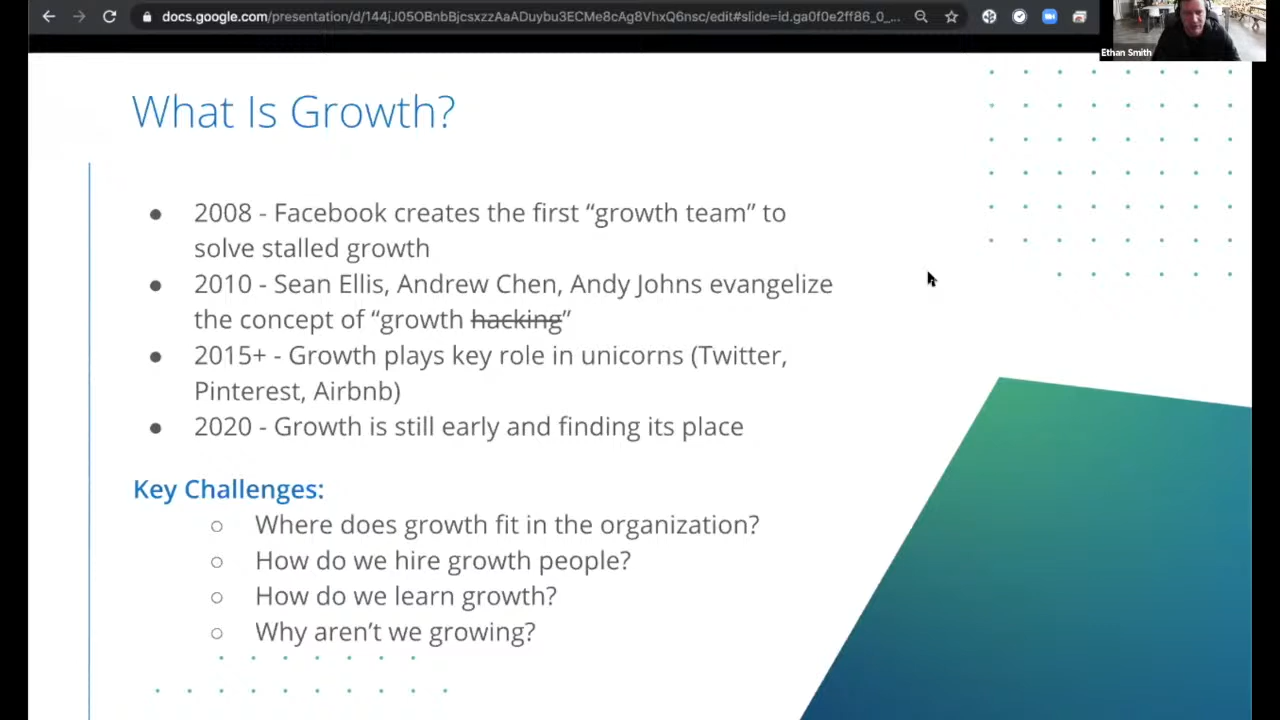 docs.google.com/presentation/d/144jJ05OBnbBjcsxzzAaADuybu3ECMe8cAg8VhxQ6nsc/edit#slide=id.ga0f0e2ff86_0_...
Ethan Smith
What Is Growth?
● 2008 - Facebook creates the first “growth team” to
solve stalled growth
● 2010 - Sean Ellis, Andrew Chen, Andy Johns evangelize
the concept of “growth hacking”
● 2015+ - Growth plays key role in unicorns (Twitter,
Pinterest, Airbnb)
● 2020 - Growth is still early and finding its place
Key Challenges:
○ Where does growth fit in the organization?
○ How do we hire growth people?
○ How do we learn growth?
○ Why aren’t we growing?